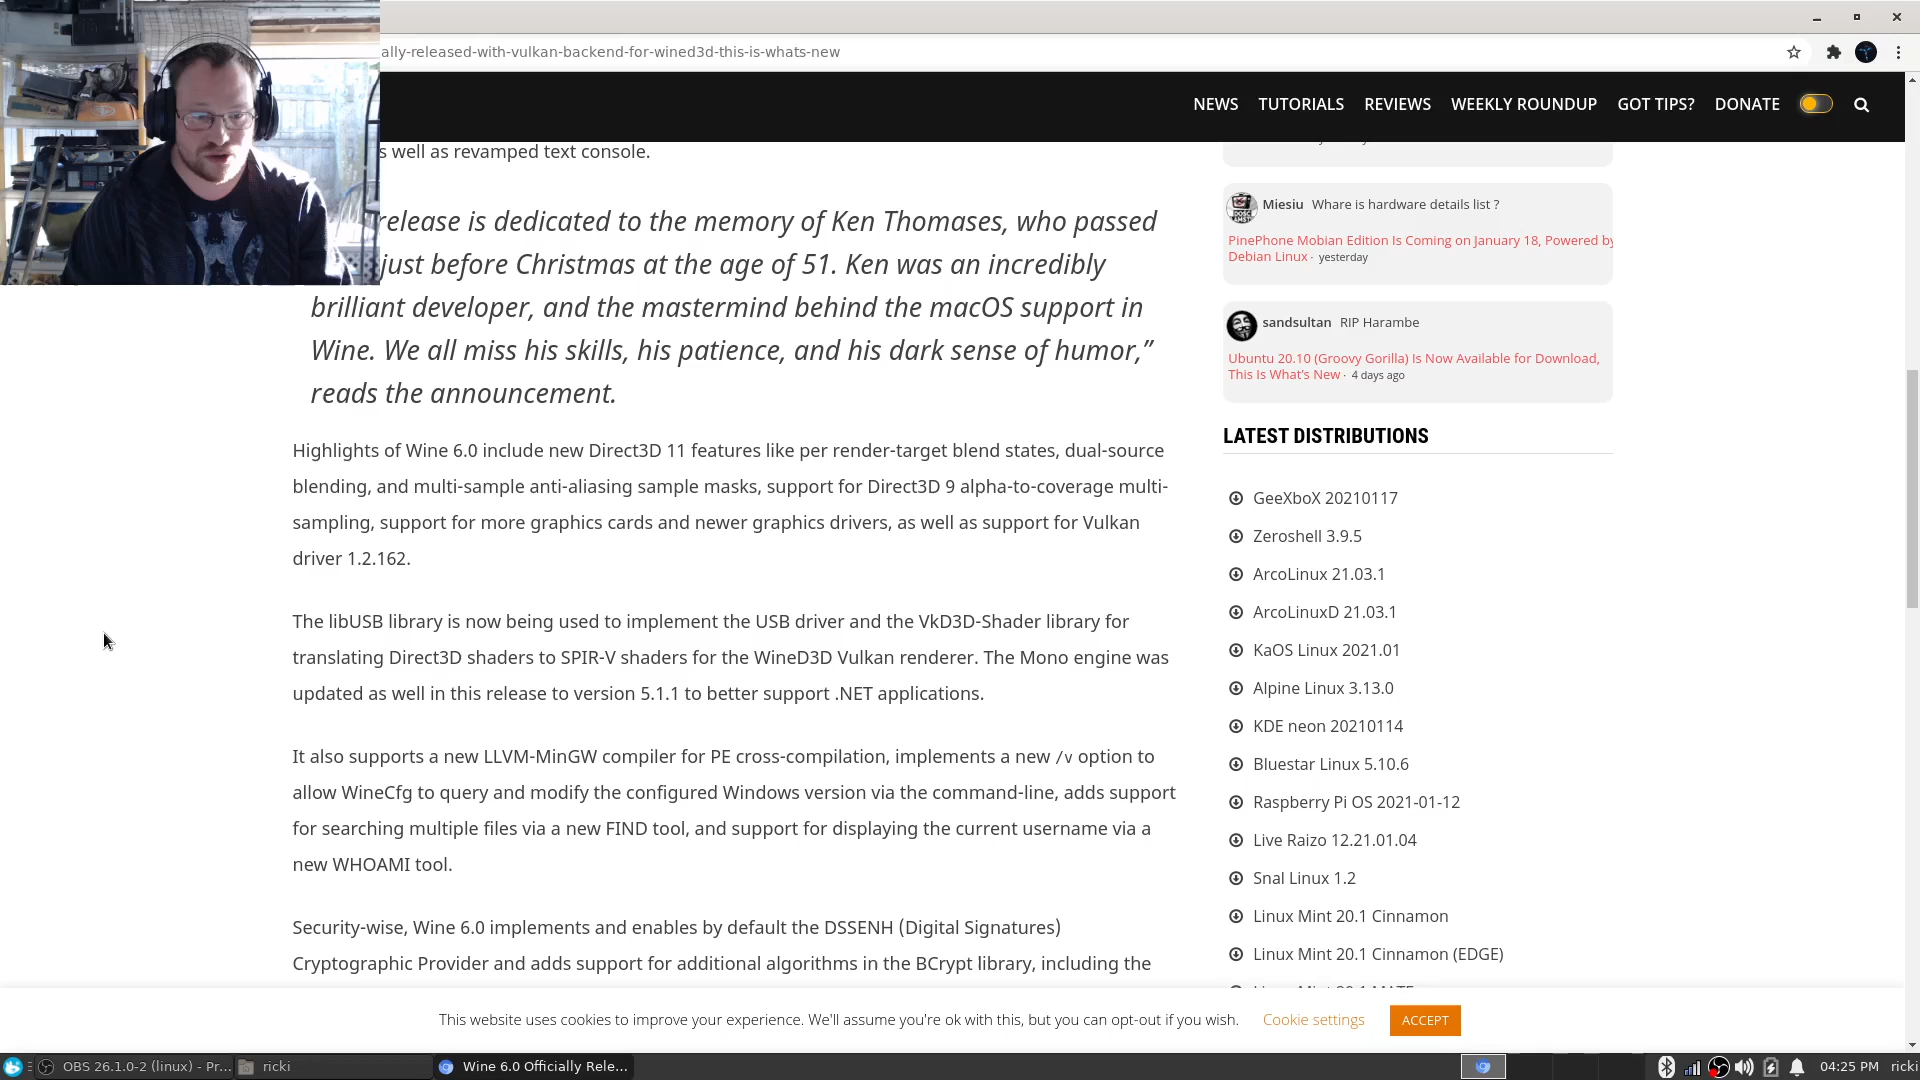 ally-released-with-vulkan-backend-for-wined3d-this-is-whats-new
NEWS TUTORIALS REVIEWS WEEKLY ROUNDUP GOT TIPS? DONATE
s well as revamped text console.
release is dedicated to the memory of Ken Thomases, who passed
just before Christmas at the age of 51. Ken was an incredibly
brilliant developer, and the mastermind behind the macOS support in
Wine. We all miss his skills, his patience, and his dark sense of humor,”
reads the announcement.
Highlights of Wine 6.0 include new Direct3D 11 features like per render-target blend states, dual-source
blending, and multi-sample anti-aliasing sample masks, support for Direct3D 9 alpha-to-coverage multi-
sampling, support for more graphics cards and newer graphics drivers, as well as support for Vulkan
driver 1.2.162.
The libUSB library is now being used to implement the USB driver and the VkD3D-Shader library for
translating Direct3D shaders to SPIR-V shaders for the WineD3D Vulkan renderer. The Mono engine was
updated as well in this release to version 5.1.1 to better support .NET applications.
It also supports a new LLVM-MinGW compiler for PE cross-compilation, implements a new /v option to
allow WineCfg to query and modify the configured Windows version via the command-line, adds support
for searching multiple files via a new FIND tool, and support for displaying the current username via a
new WHOAMI tool.
Security-wise, Wine 6.0 implements and enables by default the DSSENH (Digital Signatures)
Cryptographic Provider and adds support for additional algorithms in the BCrypt library, including the
Miesiu Whare is hardware details list ?
PinePhone Mobian Edition Is Coming on January 18, Powered by
Debian Linux · yesterday
sandsultan RIP Harambe
Ubuntu 20.10 (Groovy Gorilla) Is Now Available for Download,
This Is What's New · 4 days ago
LATEST DISTRIBUTIONS
GeeXboX 20210117
Zeroshell 3.9.5
ArcoLinux 21.03.1
ArcoLinuxD 21.03.1
KaOS Linux 2021.01
Alpine Linux 3.13.0
KDE neon 20210114
Bluestar Linux 5.10.6
Raspberry Pi OS 2021-01-12
Live Raizo 12.21.01.04
Snal Linux 1.2
Linux Mint 20.1 Cinnamon
Linux Mint 20.1 Cinnamon (EDGE)
This website uses cookies to improve your experience. We'll assume you're ok with this, but you can opt-out if you wish. Cookie settings ACCEPT
OBS 26.1.0-2 (linux) - Pr... ricki Wine 6.0 Officially Rele... 04:25 PM ricki